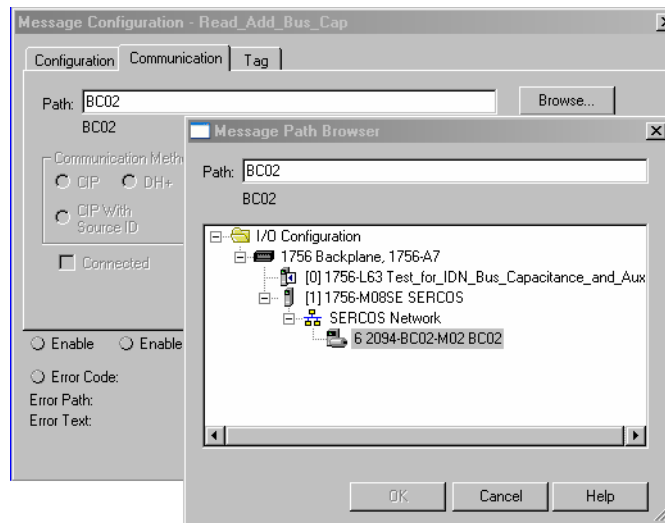 Message Configuration - Read_Add_Bus_Cap
Configuration Communication Tag
Path: BC02
Browse...
BC02
Communication Meth
CIP DH+
CIP With
Source ID
Connected
Enable Enable
Error Code:
Error Path:
Error Text:
Message Path Browser
Path: BC02
BC02
I/O Configuration
1756 Backplane, 1756-A7
[0] 1756-L63 Test_for_IDN_Bus_Capacitance_and_Aux
[1] 1756-M08SE SERCOS
SERCOS Network
6 2094-BC02-M02 BC02
OK Cancel Help